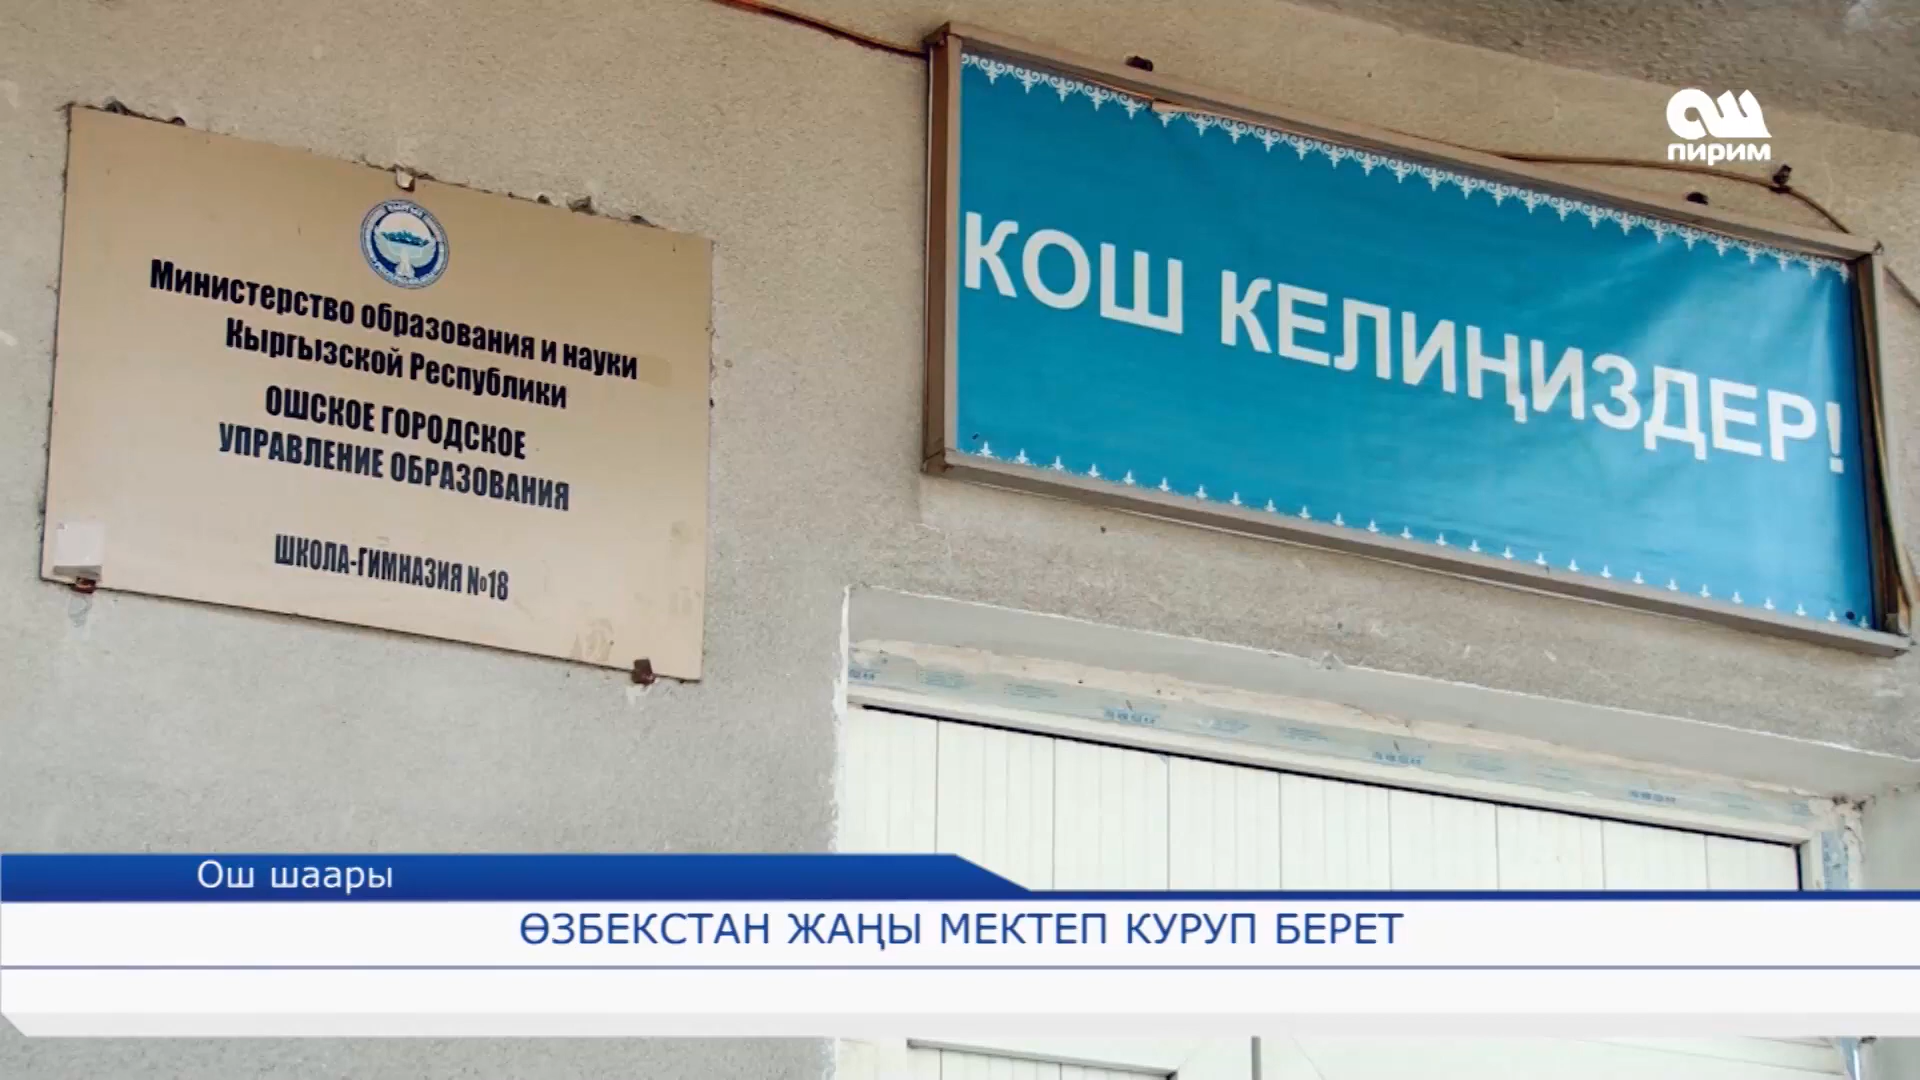 ОШ
ПИРИМ
Министерство образования и науки
Кыргызской Республики
ОШСКОЕ ГОРОДСКОЕ
УПРАВЛЕНИЕ ОБРАЗОВАНИЯ
ШКОЛА-ГИМНАЗИЯ №18
КОШ КЕЛИҢИЗДЕР!
Ош шаары
ӨЗБЕКСТАН ЖАҢЫ МЕКТЕП КУРУП БЕРЕТ